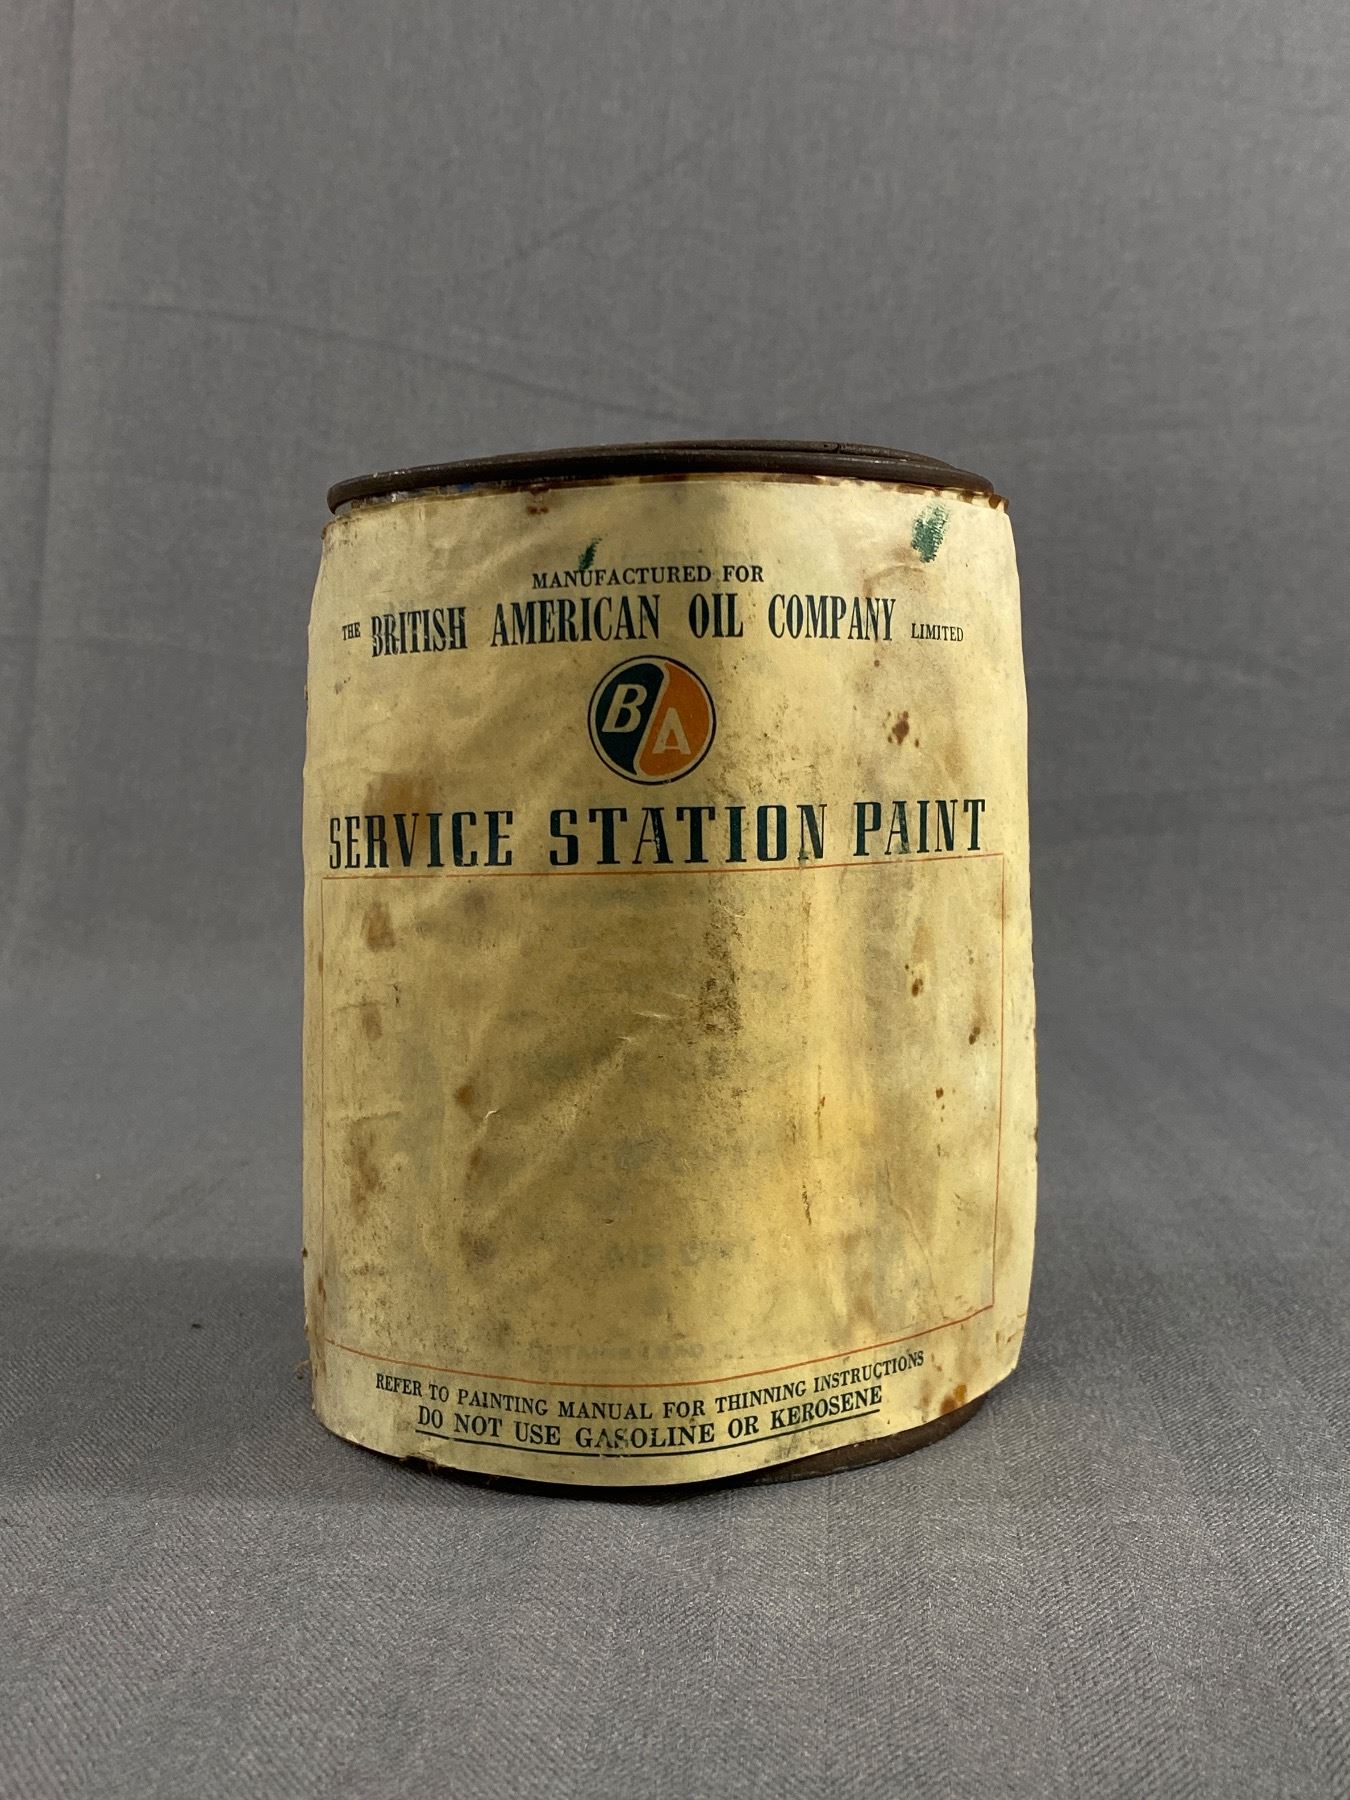 MANUFACTURED FOR
THE BRITISH AMERICAN OIL COMPANY LIMITED
B A
SERVICE STATION PAINT
REFER TO PAINTING MANUAL FOR THINNING INSTRUCTIONS
DO NOT USE GASOLINE OR KEROSENE